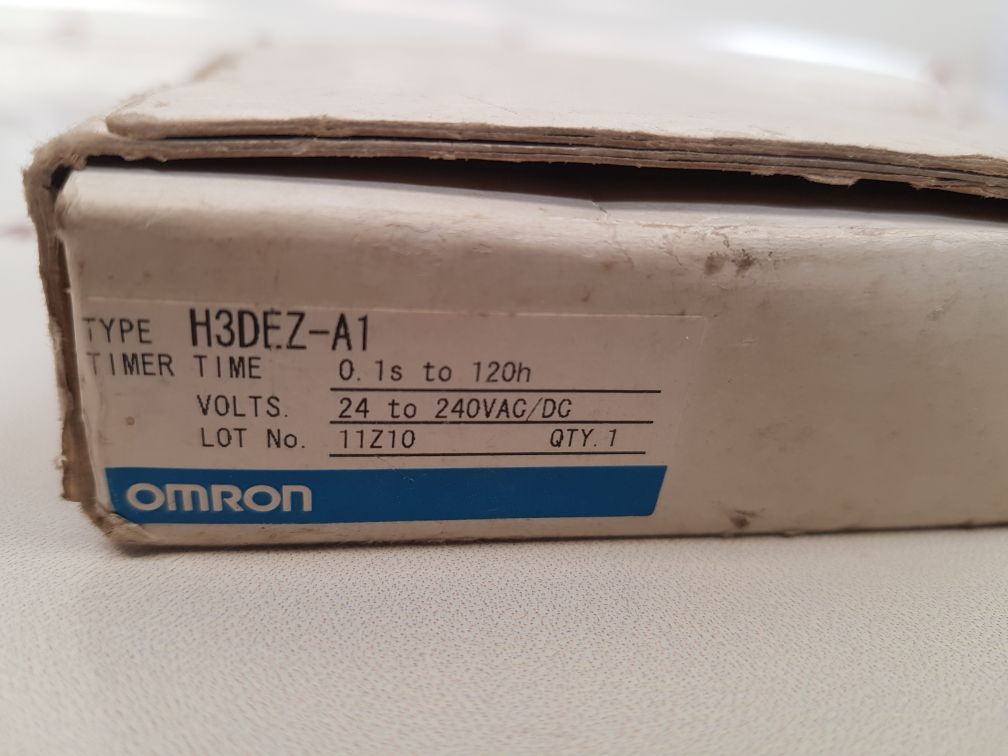 TYPE H3DEZ-A1
TIMER TIME 0.1s to 120h
VOLTS. 24 to 240VAC/DC
LOT No. 11Z10 QTY.1
OMRON